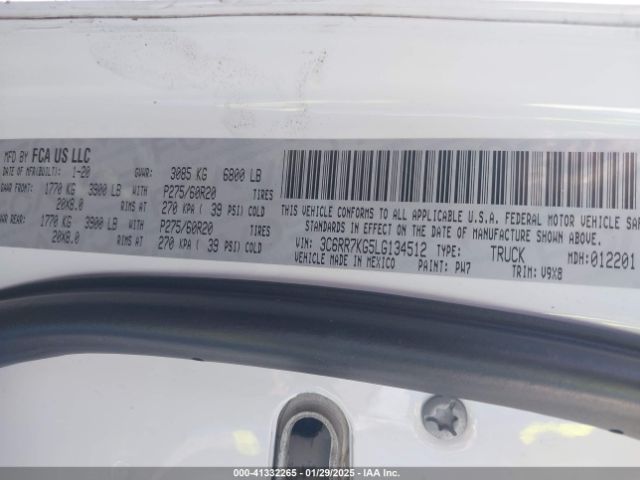 MFD BY FCA US LLC
DATE OF MFR(BUILT): 1-20 GVWR: 3085 KG 6800 LB
GAWR FRONT: 1770 KG 3900 LB WITH P275/60R20 TIRES
20X8.0 RIMS AT 270 KPA ( 39 PSI) COLD
GAWR REAR: 1770 KG 3900 LB WITH P275/60R20 TIRES
20X8.0 RIMS AT 270 KPA ( 39 PSI) COLD
THIS VEHICLE CONFORMS TO ALL APPLICABLE U.S.A. FEDERAL MOTOR VEHICLE SAF
STANDARDS IN EFFECT ON THE DATE OF MANUFACTURE SHOWN ABOVE.
VIN: 3C6RR7KG5LG134512 TYPE: TRUCK MDH:012201
VEHICLE MADE IN MEXICO PAINT: PW7 TRIM: V9X8
000-41332265 - 01/29/2025 - IAA Inc.